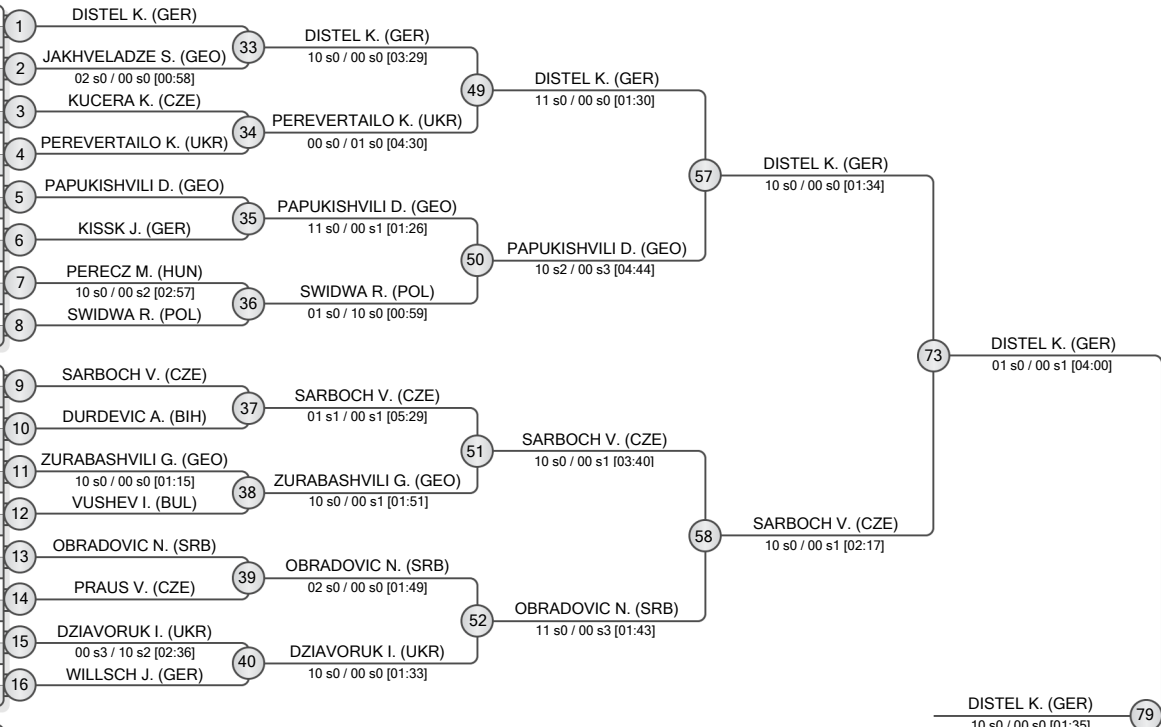 1
DISTEL K. (GER)
2
JAKHVELADZE S. (GEO)
02 s0 / 00 s0 [00:58]
33
DISTEL K. (GER)
10 s0 / 00 s0 [03:29]
3
KUCERA K. (CZE)
4
PEREVERTAILO K. (UKR)
34
PEREVERTAILO K. (UKR)
00 s0 / 01 s0 [04:30]
49
DISTEL K. (GER)
11 s0 / 00 s0 [01:30]
5
PAPUKISHVILI D. (GEO)
6
KISSK J. (GER)
35
PAPUKISHVILI D. (GEO)
11 s0 / 00 s1 [01:26]
7
PERECZ M. (HUN)
10 s0 / 00 s2 [02:57]
8
SWIDWA R. (POL)
36
SWIDWA R. (POL)
01 s0 / 10 s0 [00:59]
50
PAPUKISHVILI D. (GEO)
10 s2 / 00 s3 [04:44]
57
DISTEL K. (GER)
10 s0 / 00 s0 [01:34]
9
SARBOCH V. (CZE)
10
DURDEVIC A. (BIH)
37
SARBOCH V. (CZE)
01 s1 / 00 s1 [05:29]
11
ZURABASHVILI G. (GEO)
10 s0 / 00 s0 [01:15]
12
VUSHEV I. (BUL)
38
ZURABASHVILI G. (GEO)
10 s0 / 00 s1 [01:51]
51
SARBOCH V. (CZE)
10 s0 / 00 s1 [03:40]
13
OBRADOVIC N. (SRB)
14
PRAUS V. (CZE)
39
OBRADOVIC N. (SRB)
02 s0 / 00 s0 [01:49]
15
DZIAVORUK I. (UKR)
00 s3 / 10 s2 [02:36]
16
WILLSCH J. (GER)
40
DZIAVORUK I. (UKR)
10 s0 / 00 s0 [01:33]
52
OBRADOVIC N. (SRB)
11 s0 / 00 s3 [01:43]
58
SARBOCH V. (CZE)
10 s0 / 00 s1 [02:17]
73
DISTEL K. (GER)
01 s0 / 00 s1 [04:00]
DISTEL K. (GER)
10 s0 / 00 s0 [01:35]
79